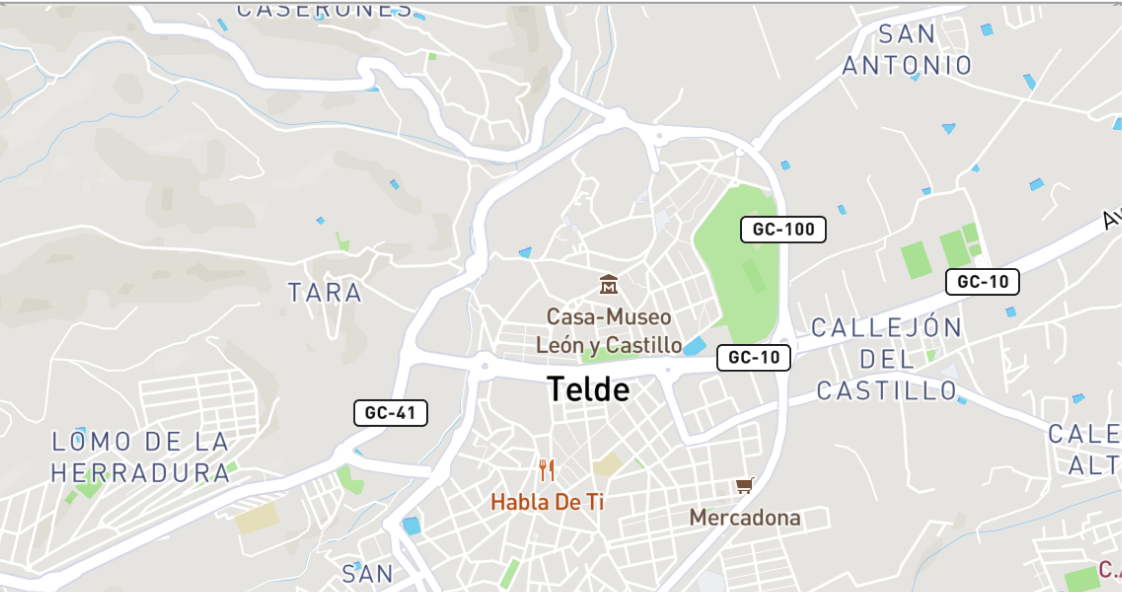 CASERONES
SAN
ANTONIO
GC-100
GC-10
TARA
Casa-Museo
León y Castillo
CALLEJÓN
DEL
CASTILLO
GC-10
Telde
GC-41
LOMO DE LA
HERRADURA
CALE
ALT
Habla De Ti
Mercadona
SAN